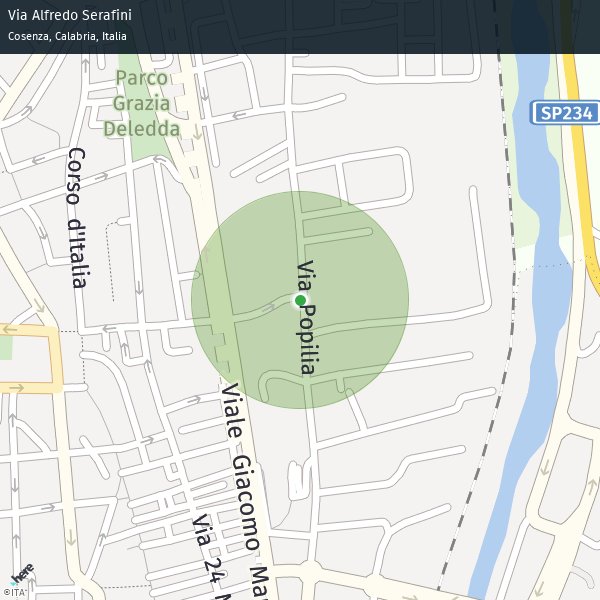 Via Alfredo Serafini
Cosenza, Calabria, Italia
Parco
Grazia
Deledda
SP234
Corso d'Italia
Via Popilia
Viale Giacomo Ma
Via 24 M
here
©ITA